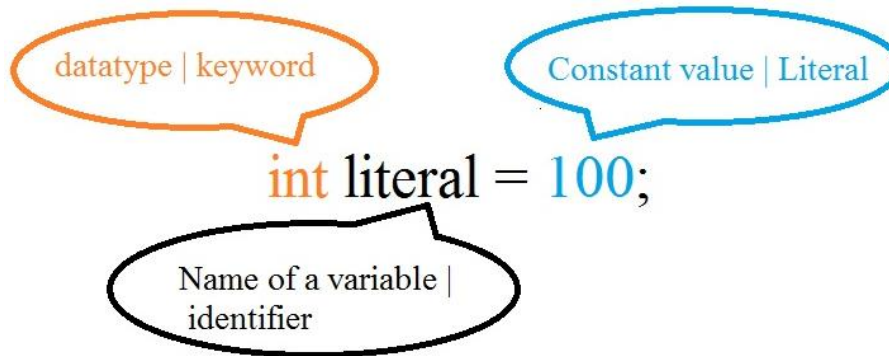 datatype | keyword
Constant value | Literal
int literal = 100;
Name of a variable |
identifier